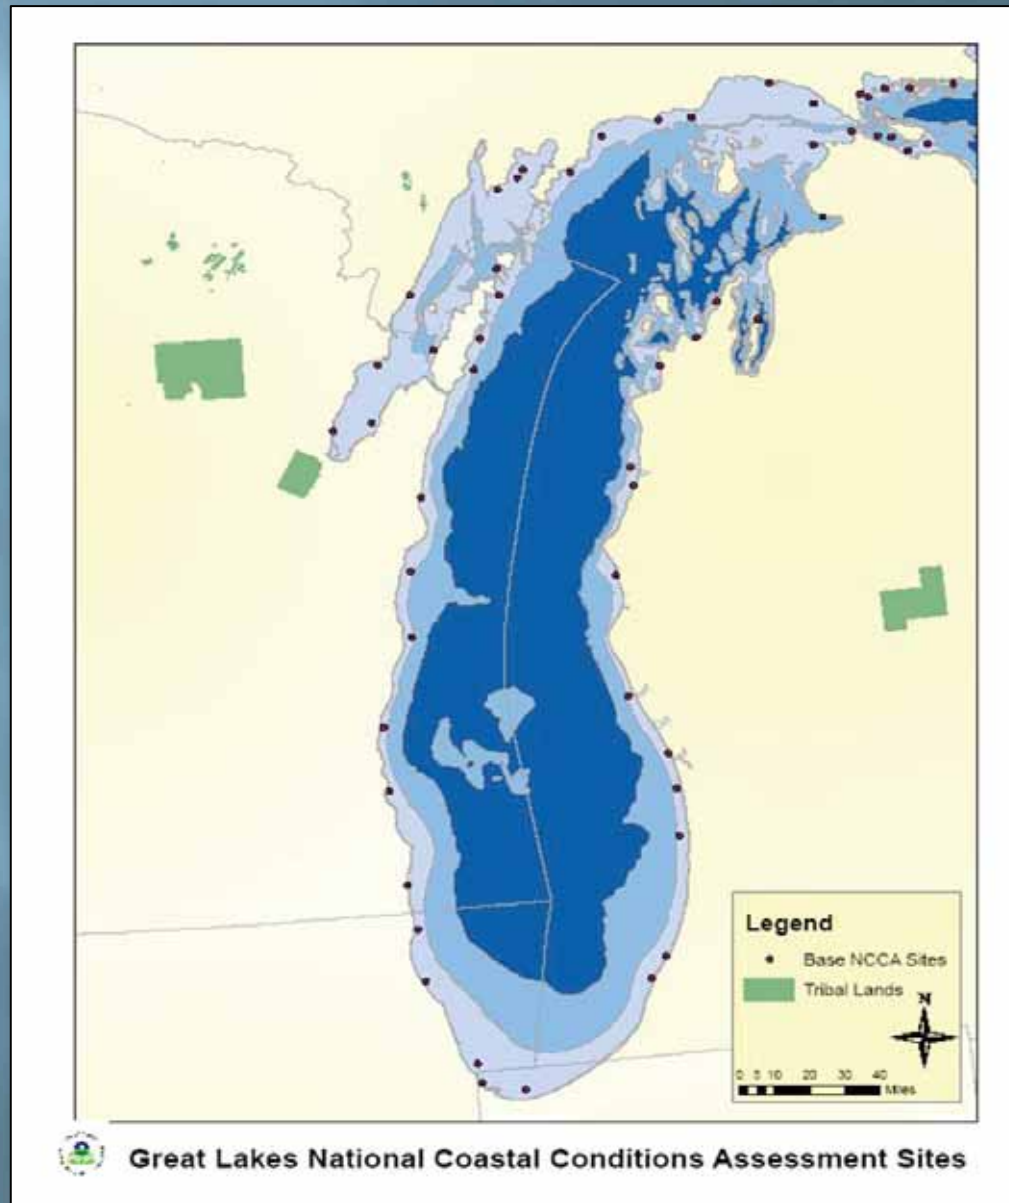 Legend
Base NCCA Sites
Tribal Lands
N
0 5 10 20 30 40
Miles
Great Lakes National Coastal Conditions Assessment Sites